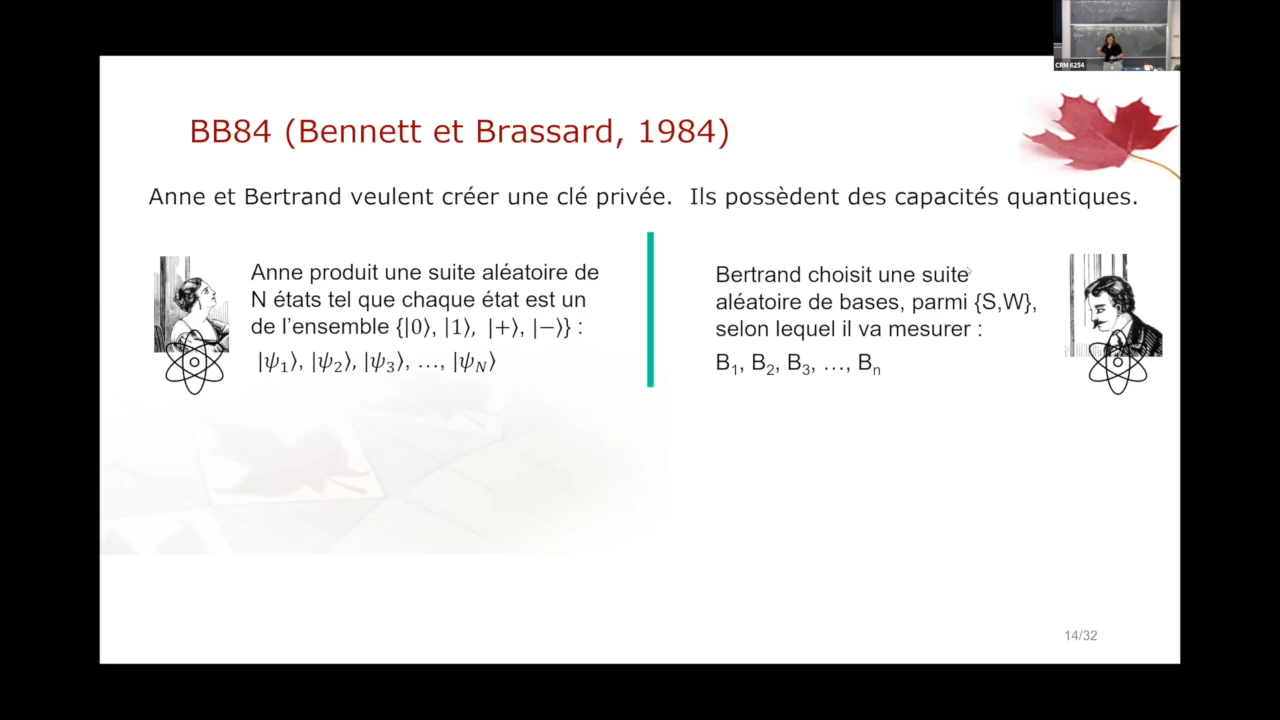 CRM 6254
BB84 (Bennett et Brassard, 1984)
Anne et Bertrand veulent créer une clé privée. Ils possèdent des capacités quantiques.
Anne produit une suite aléatoire de
N états tel que chaque état est un
de l'ensemble {|0⟩, |1⟩, |+⟩, |−⟩} :
|ψ₁⟩, |ψ₂⟩, |ψ₃⟩, …, |ψ_N⟩
Bertrand choisit une suite
aléatoire de bases, parmi {S,W},
selon lequel il va mesurer :
B₁, B₂, B₃, …, Bₙ
14/32